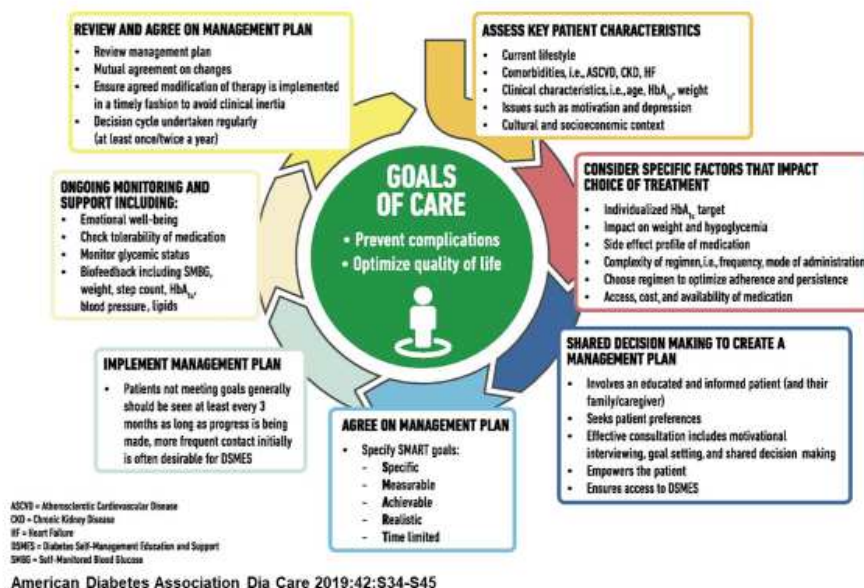 REVIEW AND AGREE ON MANAGEMENT PLAN
• Review management plan
• Mutual agreement on changes
• Ensure agreed modification of therapy is implemented
in a timely fashion to avoid clinical inertia
• Decision cycle undertaken regularly
(at least once/twice a year)
ASSESS KEY PATIENT CHARACTERISTICS
• Current lifestyle
• Comorbidities, i.e., ASCVD, CKD, HF
• Clinical characteristics, i.e., age, HbA1c, weight
• Issues such as motivation and depression
• Cultural and socioeconomic context
CONSIDER SPECIFIC FACTORS THAT IMPACT
CHOICE OF TREATMENT
• Individualized HbA1c target
• Impact on weight and hypoglycemia
• Side effect profile of medication
• Complexity of regimen, i.e., frequency, mode of administration
• Choose regimen to optimize adherence and persistence
• Access, cost, and availability of medication
SHARED DECISION MAKING TO CREATE A
MANAGEMENT PLAN
• Involves an educated and informed patient (and their
family/caregiver)
• Seeks patient preferences
• Effective consultation includes motivational
interviewing, goal setting, and shared decision making
• Empowers the patient
• Ensures access to DSMES
AGREE ON MANAGEMENT PLAN
• Specify SMART goals:
- Specific
- Measurable
- Achievable
- Realistic
- Time limited
IMPLEMENT MANAGEMENT PLAN
• Patients not meeting goals generally
should be seen at least every 3
months as long as progress is being
made, more frequent contact initially
is often desirable for DSMES
ONGOING MONITORING AND
SUPPORT INCLUDING:
• Emotional well-being
• Check tolerability of medication
• Monitor glycemic status
• Biofeedback including SMBG,
weight, step count, HbA1c,
blood pressure, lipids
GOALS
OF CARE
• Prevent complications
• Optimize quality of life
ASCVD = Atherosclerotic Cardiovascular Disease
CKD = Chronic Kidney Disease
HF = Heart Failure
DSMES = Diabetes Self-Management Education and Support
SMBG = Self-Monitored Blood Glucose
American Diabetes Association Dia Care 2019;42:S34-S45